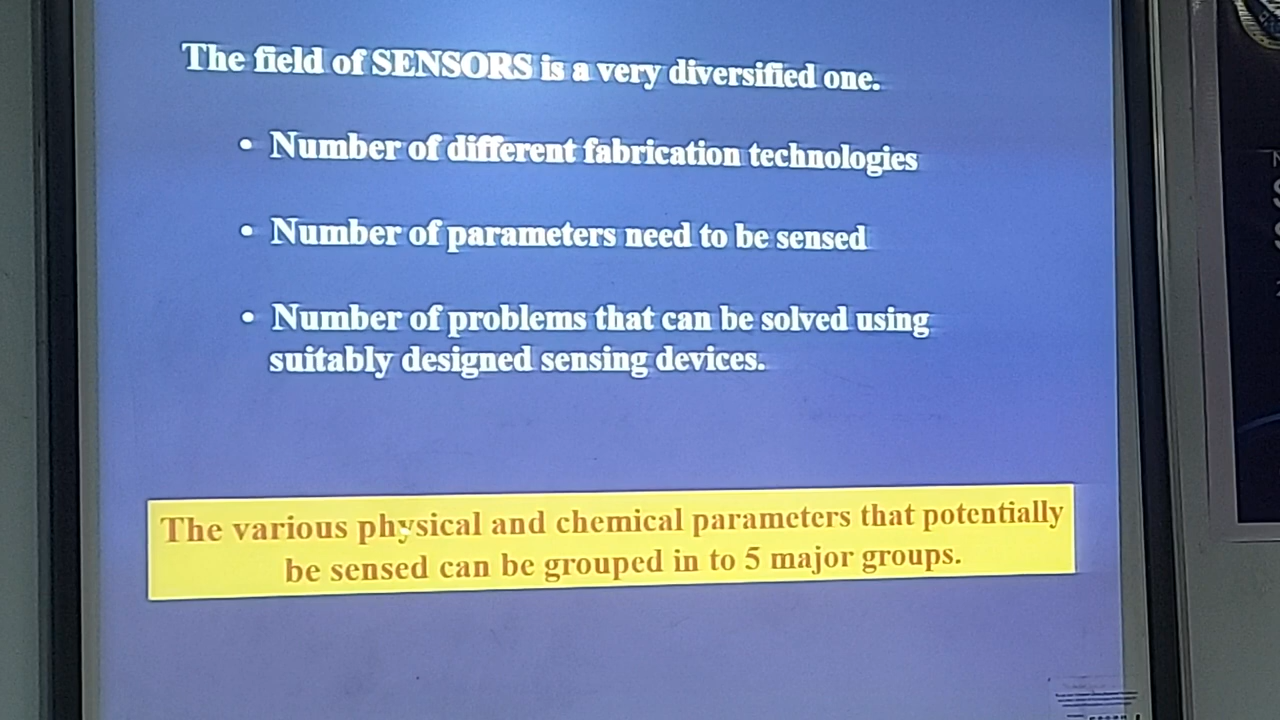 The field of SENSORS is a very diversified one.
• Number of different fabrication technologies
• Number of parameters need to be sensed
• Number of problems that can be solved using
suitably designed sensing devices.
The various physical and chemical parameters that potentially
be sensed can be grouped in to 5 major groups.